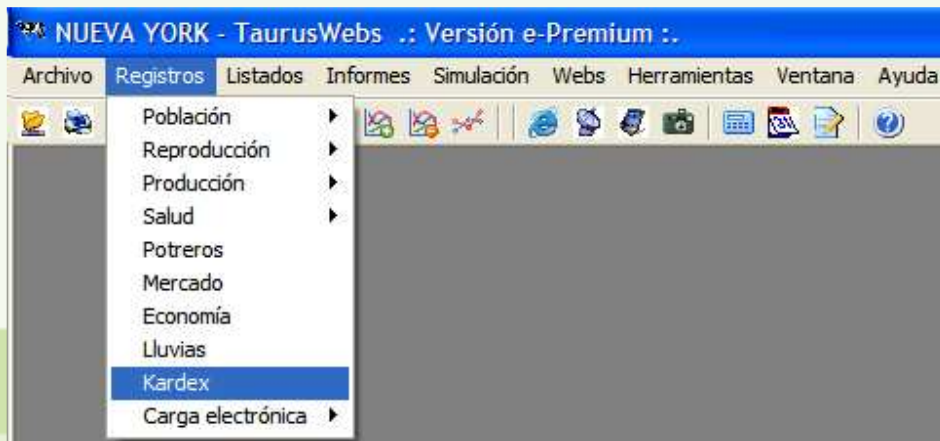 NUEVA YORK - TaurusWebs .: Versión e-Premium :.
Archivo Registros Listados Informes Simulación Webs Herramientas Ventana Ayuda
Población
Reproducción
Producción
Salud
Potreros
Mercado
Economía
Lluvias
Kardex
Carga electrónica